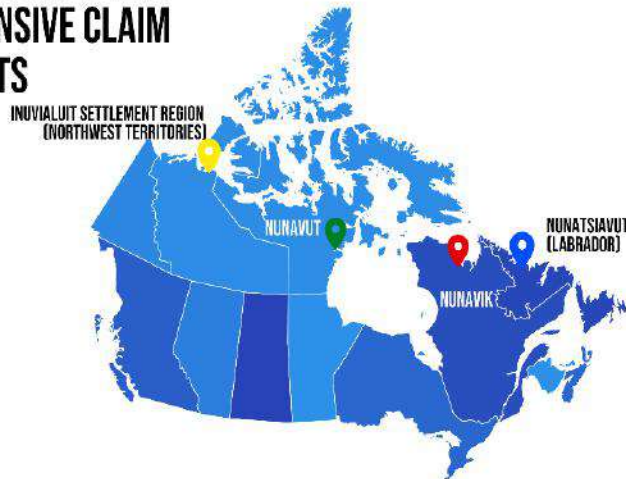 NSIVE CLAIM
TS
INUVIALUIT SETTLEMENT REGION
(NORTHWEST TERRITORIES)
NUNAVUT
NUNATSIAVUT
(LABRADOR)
NUNAVIK